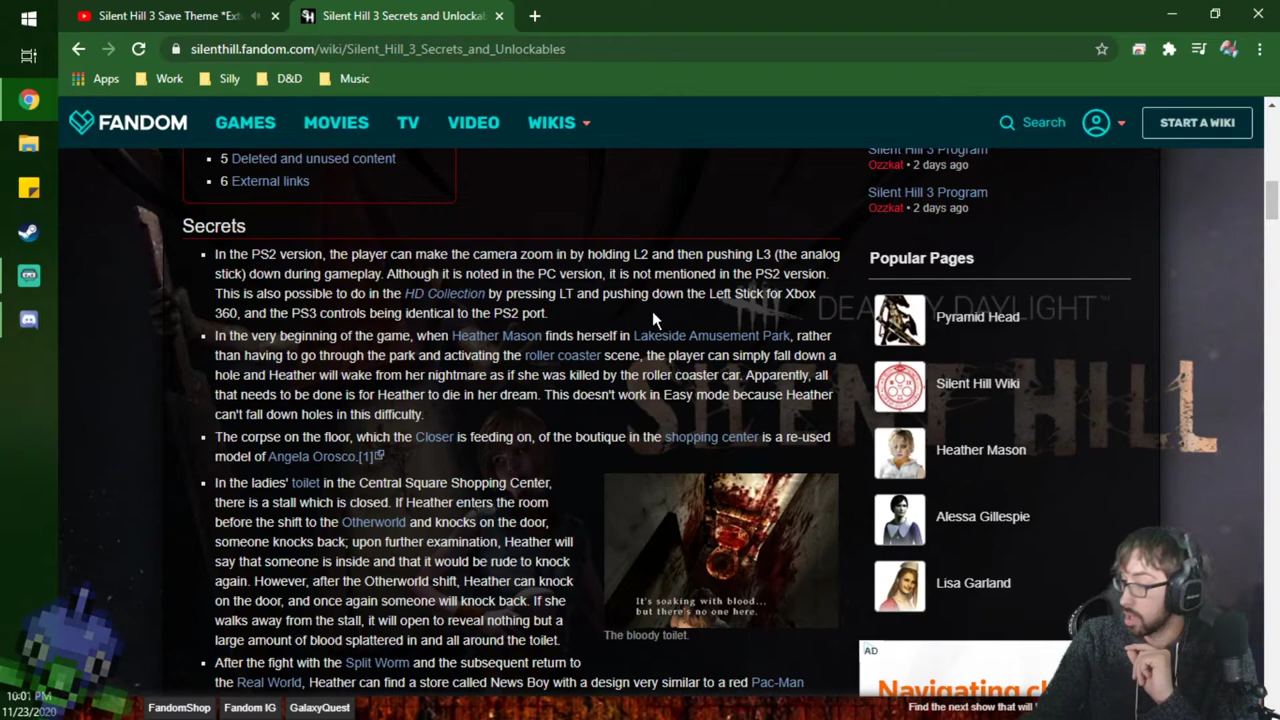 Silent Hill 3 Save Theme *Ext
Silent Hill 3 Secrets and Unlockab
silenthill.fandom.com/wiki/Silent_Hill_3_Secrets_and_Unlockables
Apps Work Silly D&D Music
FANDOM GAMES MOVIES TV VIDEO WIKIS Search START A WIKI
5 Deleted and unused content
6 External links
Silent Hill 3 Program
Ozzkat • 2 days ago
Silent Hill 3 Program
Ozzkat • 2 days ago
Secrets
In the PS2 version, the player can make the camera zoom in by holding L2 and then pushing L3 (the analog
stick) down during gameplay. Although it is noted in the PC version, it is not mentioned in the PS2 version.
This is also possible to do in the HD Collection by pressing LT and pushing down the Left Stick for Xbox
360, and the PS3 controls being identical to the PS2 port.
In the very beginning of the game, when Heather Mason finds herself in Lakeside Amusement Park, rather
than having to go through the park and activating the roller coaster scene, the player can simply fall down a
hole and Heather will wake from her nightmare as if she was killed by the roller coaster car. Apparently, all
that needs to be done is for Heather to die in her dream. This doesn't work in Easy mode because Heather
can't fall down holes in this difficulty.
The corpse on the floor, which the Closer is feeding on, of the boutique in the shopping center is a re-used
model of Angela Orosco.[1]
In the ladies' toilet in the Central Square Shopping Center,
there is a stall which is closed. If Heather enters the room
before the shift to the Otherworld and knocks on the door,
someone knocks back; upon further examination, Heather will
say that someone is inside and that it would be rude to knock
again. However, after the Otherworld shift, Heather can knock
on the door, and once again someone will knock back. If she
walks away from the stall, it will open to reveal nothing but a
large amount of blood splattered in and all around the toilet.
It's soaking with blood...
but there's no one here.
The bloody toilet.
After the fight with the Split Worm and the subsequent return to
the Real World, Heather can find a store called News Boy with a design very similar to a red Pac-Man
Popular Pages
Pyramid Head
Silent Hill Wiki
Heather Mason
Alessa Gillespie
Lisa Garland
DEAD BY DAYLIGHT
SILENT HILL
AD
Navigating c
Find the next show that will
FandomShop Fandom IG GalaxyQuest
10:01 PM
11/23/2020